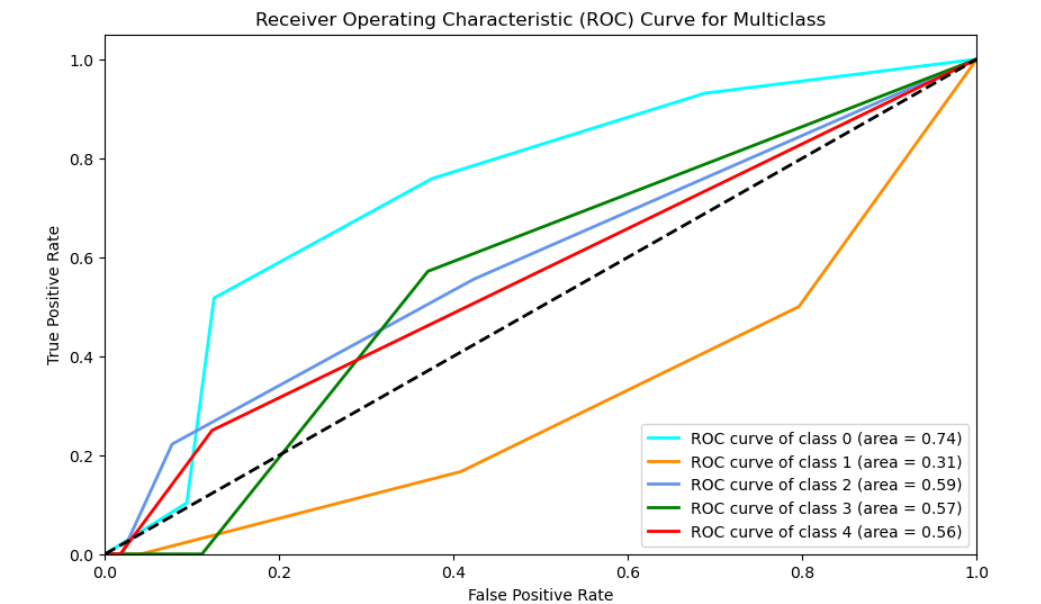 Receiver Operating Characteristic (ROC) Curve for Multiclass
1.0
0.8
0.6
0.4
0.2
0.0
True Positive Rate
ROC curve of class 0 (area = 0.74)
ROC curve of class 1 (area = 0.31)
ROC curve of class 2 (area = 0.59)
ROC curve of class 3 (area = 0.57)
ROC curve of class 4 (area = 0.56)
0.0 0.2 0.4 0.6 0.8 1.0
False Positive Rate